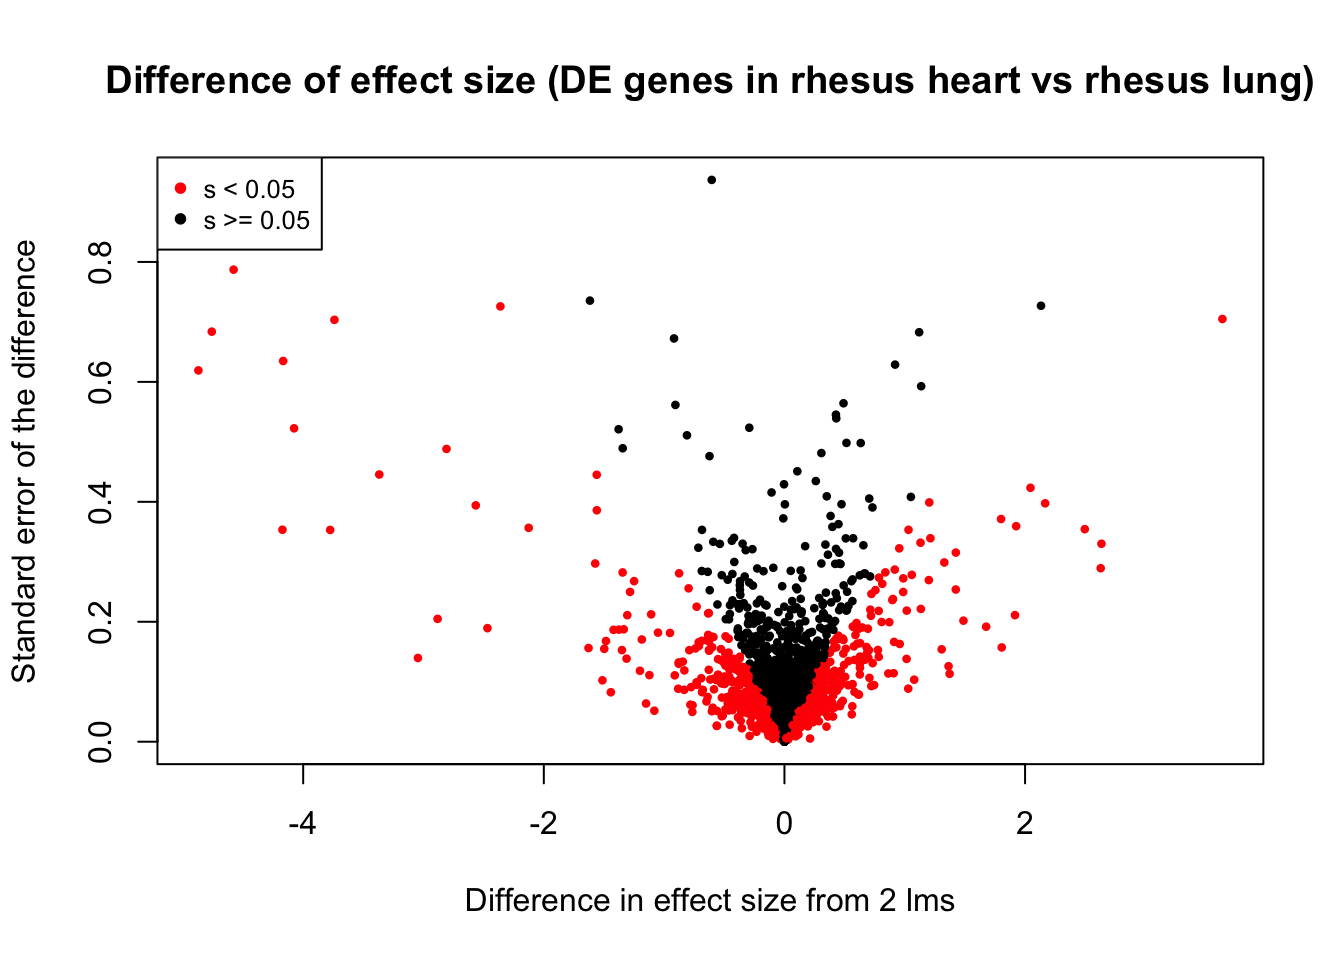 Difference of effect size (DE genes in rhesus heart vs rhesus lung)
s < 0.05
s >= 0.05
Standard error of the difference
0.8
0.6
0.4
0.2
0.0
-4
-2
0
2
Difference in effect size from 2 lms